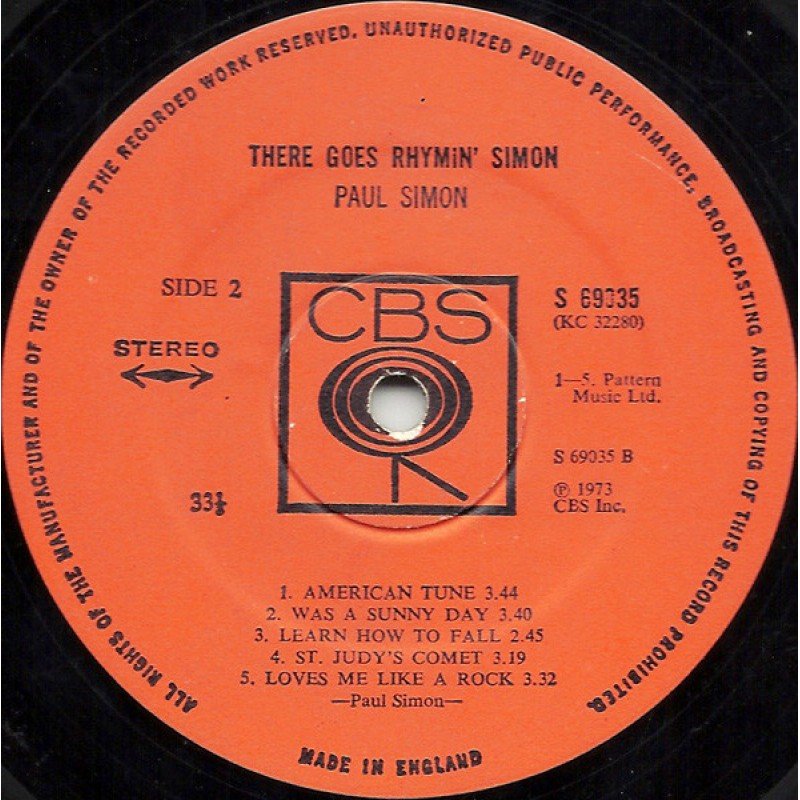 ALL RIGHTS OF THE MANUFACTURER AND OF THE OWNER OF THE RECORDED WORK RESERVED. UNAUTHORIZED PUBLIC PERFORMANCE, BROADCASTING AND COPYING OF THIS RECORD PROHIBITED.
THERE GOES RHYMiN' SIMON
PAUL SIMON
SIDE 2
CBS
S 69035
(KC 32280)
STEREO
1—5. Pattern
Music Ltd.
S 69035 B
33⅓
℗ 1973
CBS Inc.
1. AMERICAN TUNE 3.44
2. WAS A SUNNY DAY 3.40
3. LEARN HOW TO FALL 2.45
4. ST. JUDY'S COMET 3.19
5. LOVES ME LIKE A ROCK 3.32
—Paul Simon—
MADE IN ENGLAND